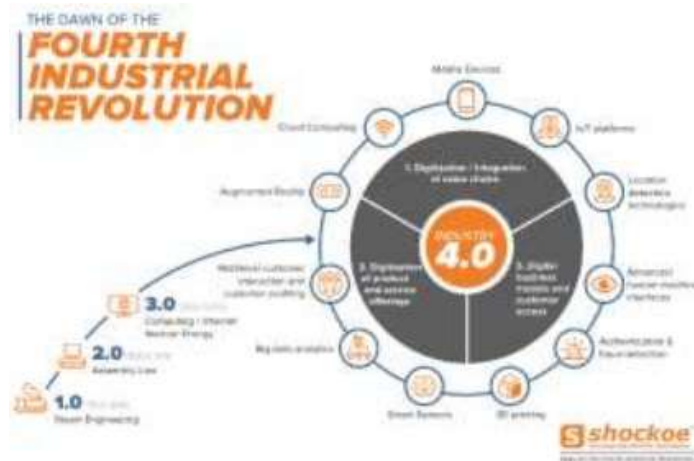 THE DAWN OF THE
FOURTH
INDUSTRIAL
REVOLUTION
Mobile Devices
Cloud Computing
IoT platforms
Augmented Reality
Location
detection
technologies
1. Digitization / Integration
of value chains
INDUSTRY
4.0
2. Digitization
of product
and service
offerings
3. Digital
business
models and
customer
access
Multilevel customer
interaction and
customer profiling
Advanced
human-machine
interfaces
Big data analytics
Authentication &
fraud detection
Smart Sensors
3D printing
3.0
Computing / Internet
Nuclear Energy
2.0
Assembly Line
1.0
Steam Engineering
shockoe